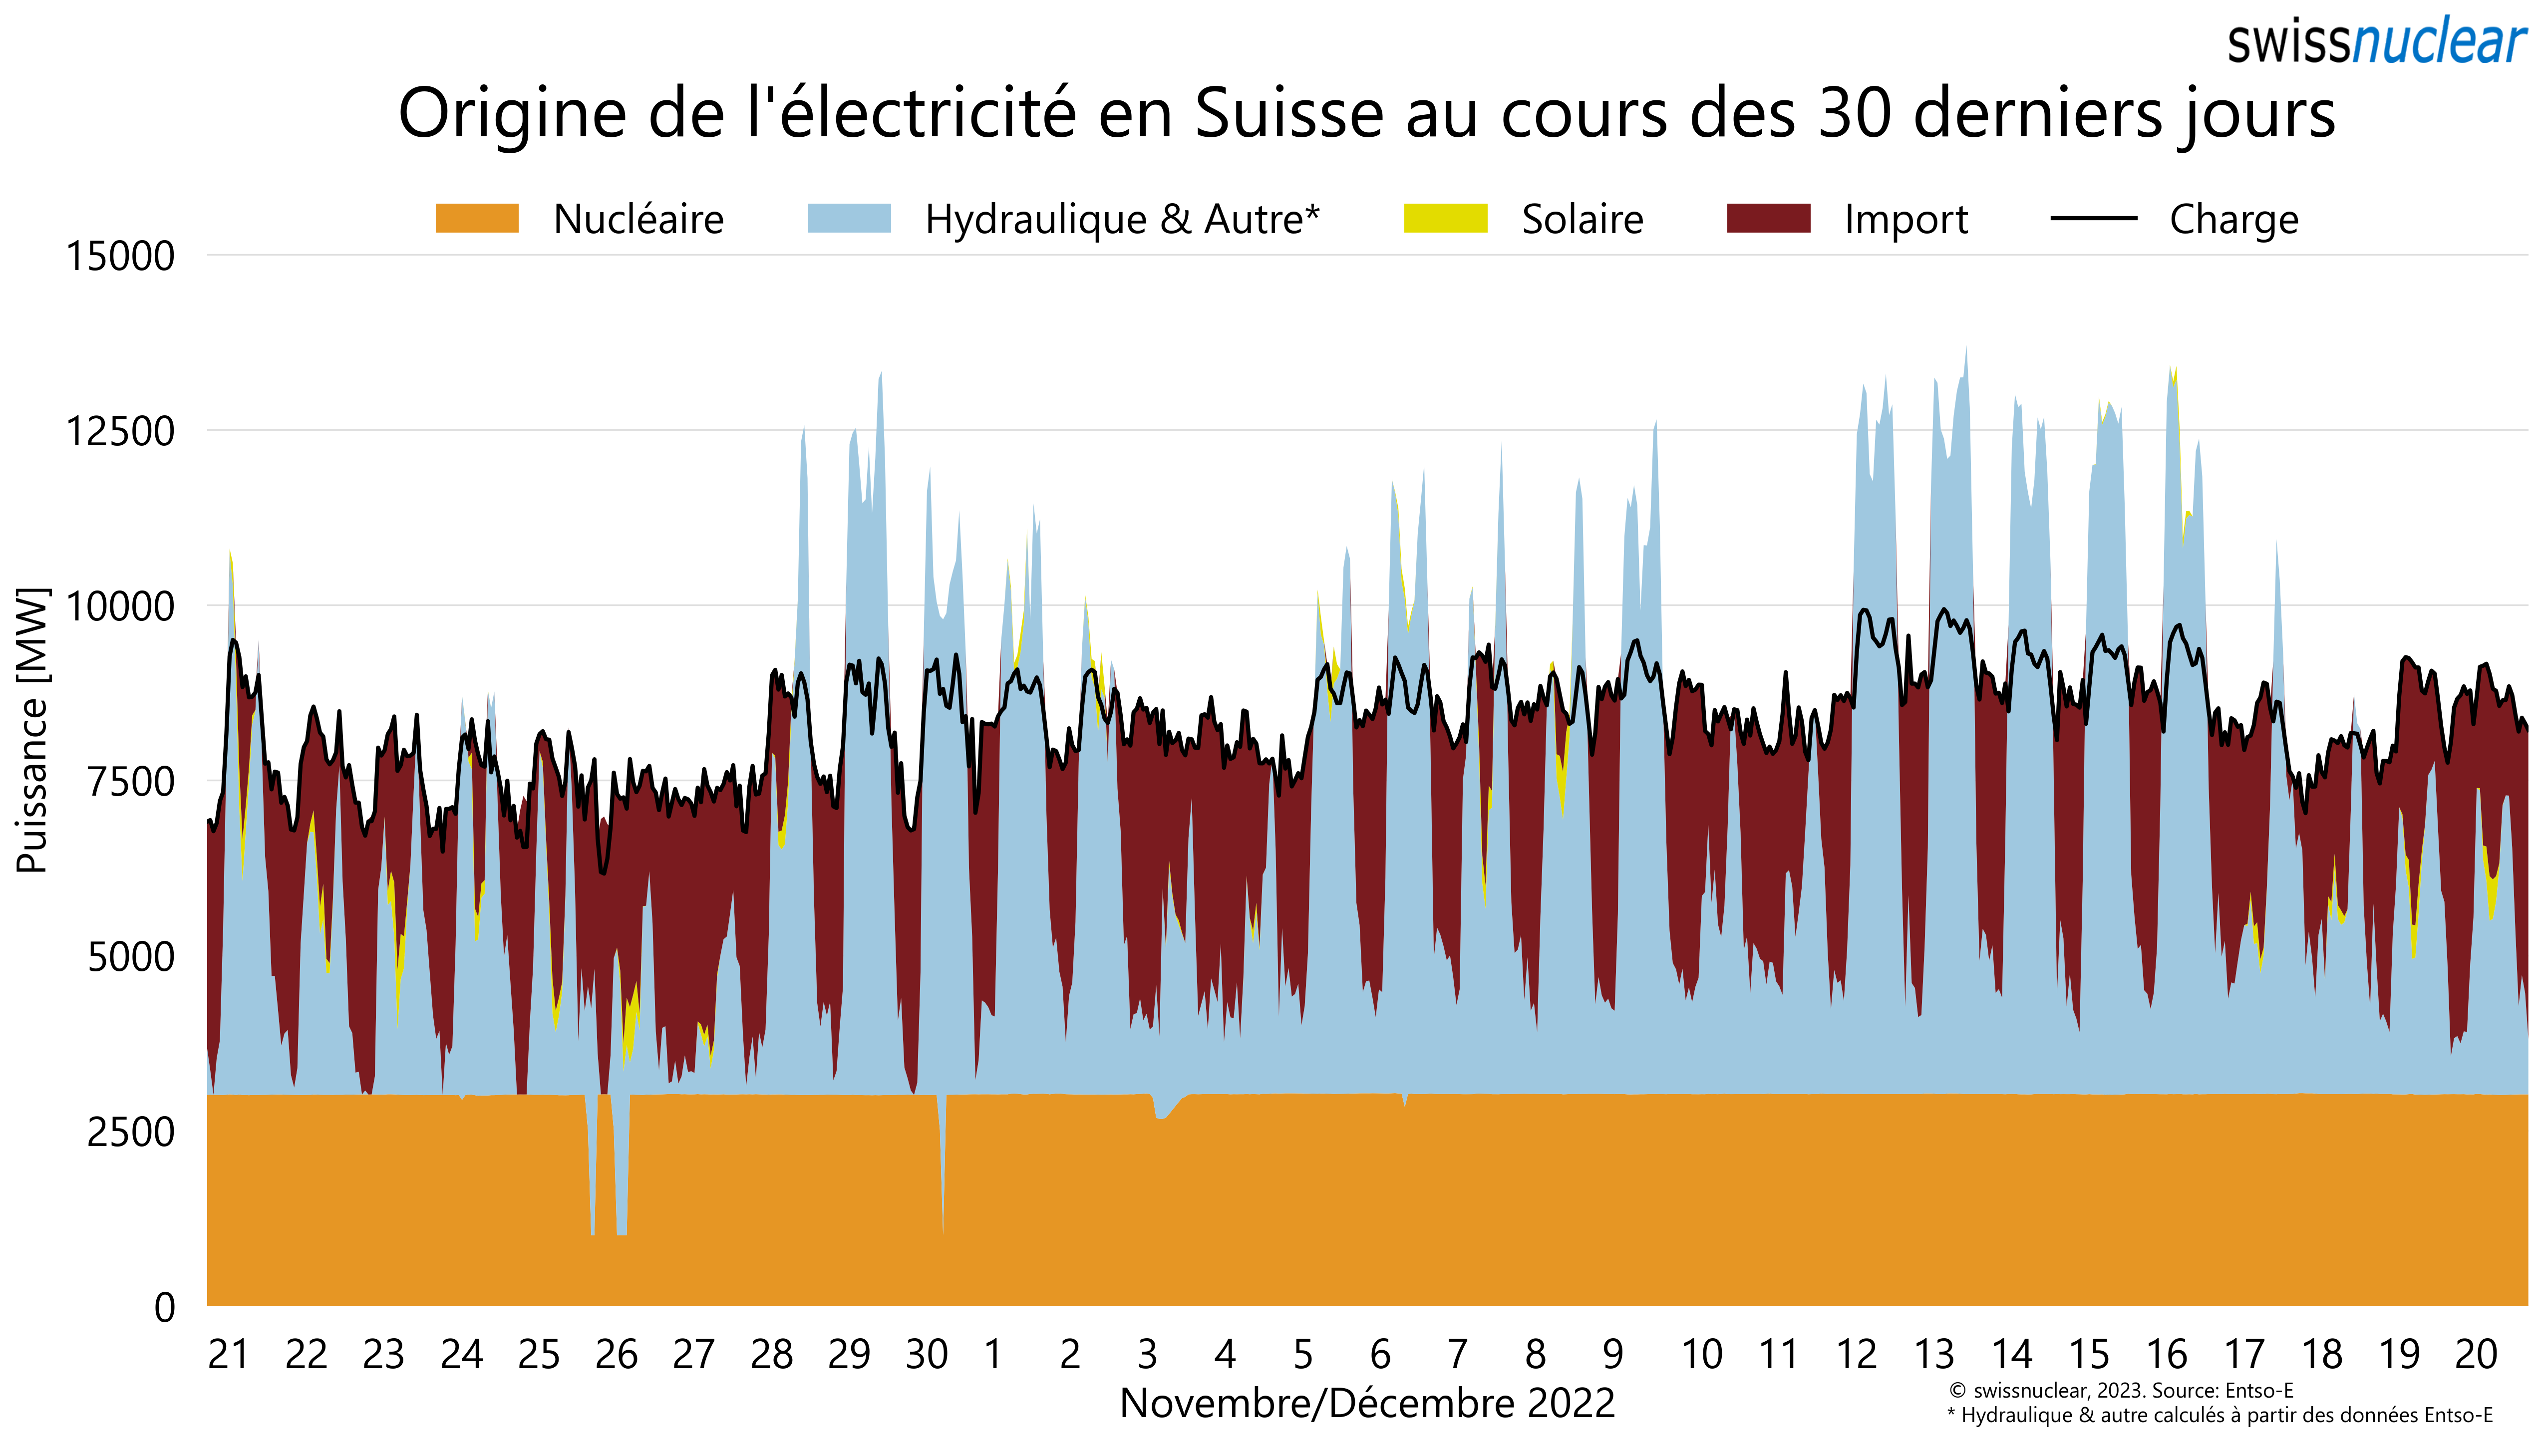 swissnuclear
Origine de l'électricité en Suisse au cours des 30 derniers jours
Nucléaire Hydraulique & Autre* Solaire Import Charge
15000
12500
10000
7500
5000
2500
0
Puissance [MW]
21 22 23 24 25 26 27 28 29 30 1 2 3 4 5 6 7 8 9 10 11 12 13 14 15 16 17 18 19 20
Novembre/Décembre 2022
© swissnuclear, 2023. Source: Entso-E
* Hydraulique & autre calculés à partir des données Entso-E